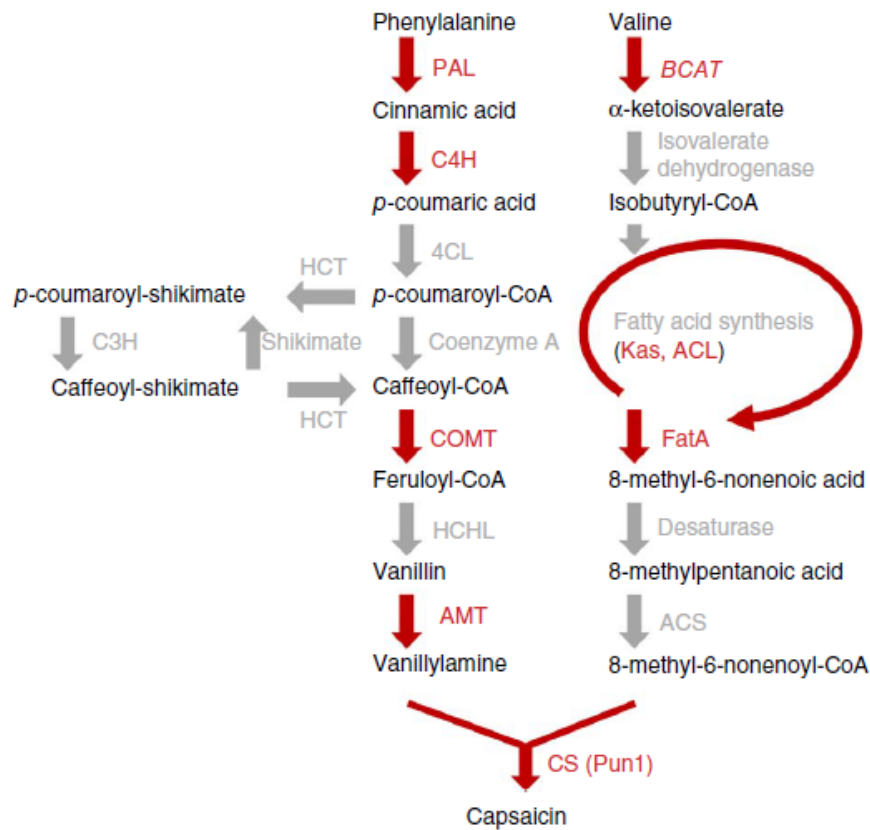 Phenylalanine
Valine
PAL
BCAT
Cinnamic acid
α-ketoisovalerate
C4H
Isovalerate
dehydrogenase
p-coumaric acid
Isobutyryl-CoA
4CL
HCT
p-coumaroyl-shikimate
p-coumaroyl-CoA
Fatty acid synthesis
(Kas, ACL)
C3H
Shikimate
Coenzyme A
Caffeoyl-shikimate
Caffeoyl-CoA
HCT
COMT
FatA
Feruloyl-CoA
8-methyl-6-nonenoic acid
HCHL
Desaturase
Vanillin
8-methylpentanoic acid
AMT
ACS
Vanillylamine
8-methyl-6-nonenoyl-CoA
CS (Pun1)
Capsaicin